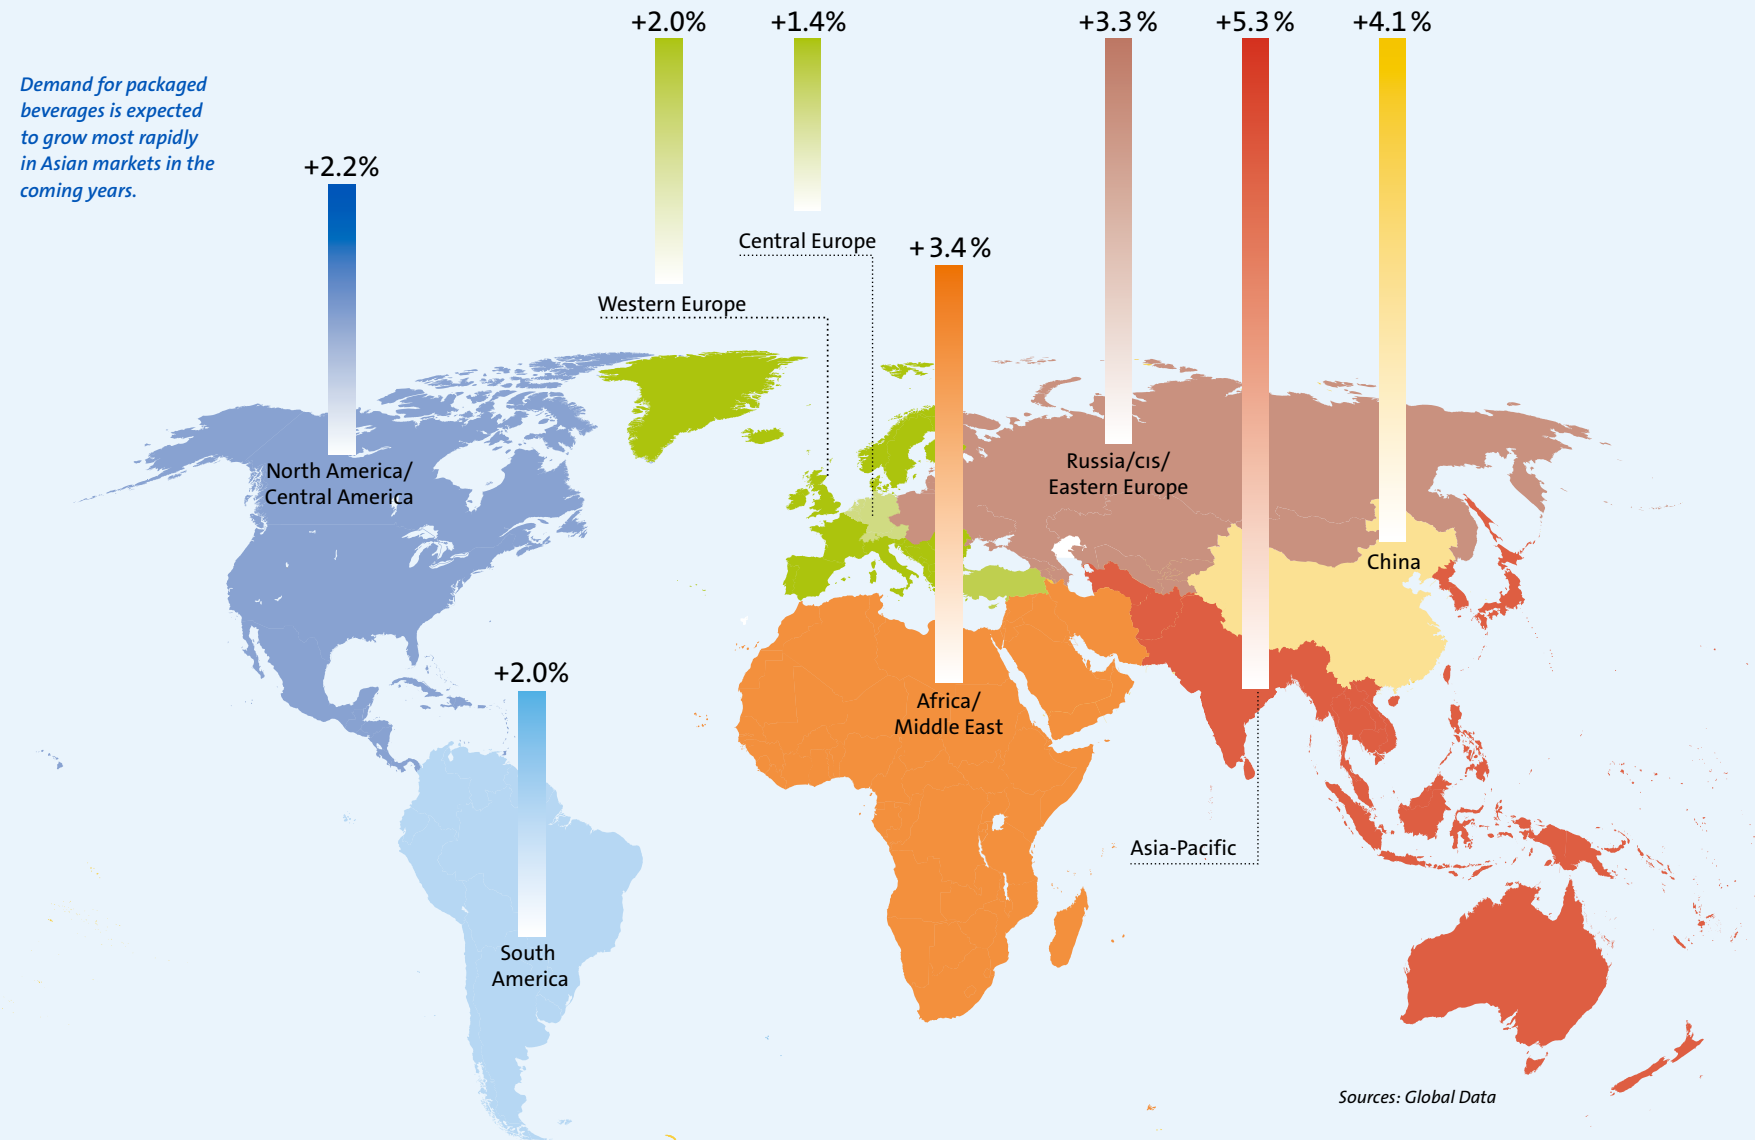 +2.0%
+1.4%
+3.3 %
+5.3 %
+4.1 %
Demand for packaged
beverages is expected
to grow most rapidly
in Asian markets in the
coming years.
+2.2%
Central Europe
+ 3.4 %
Western Europe
North America/
Central America
Russia/CIS/
Eastern Europe
China
+2.0%
Africa/
Middle East
Asia-Pacific
South
America
Sources: Global Data